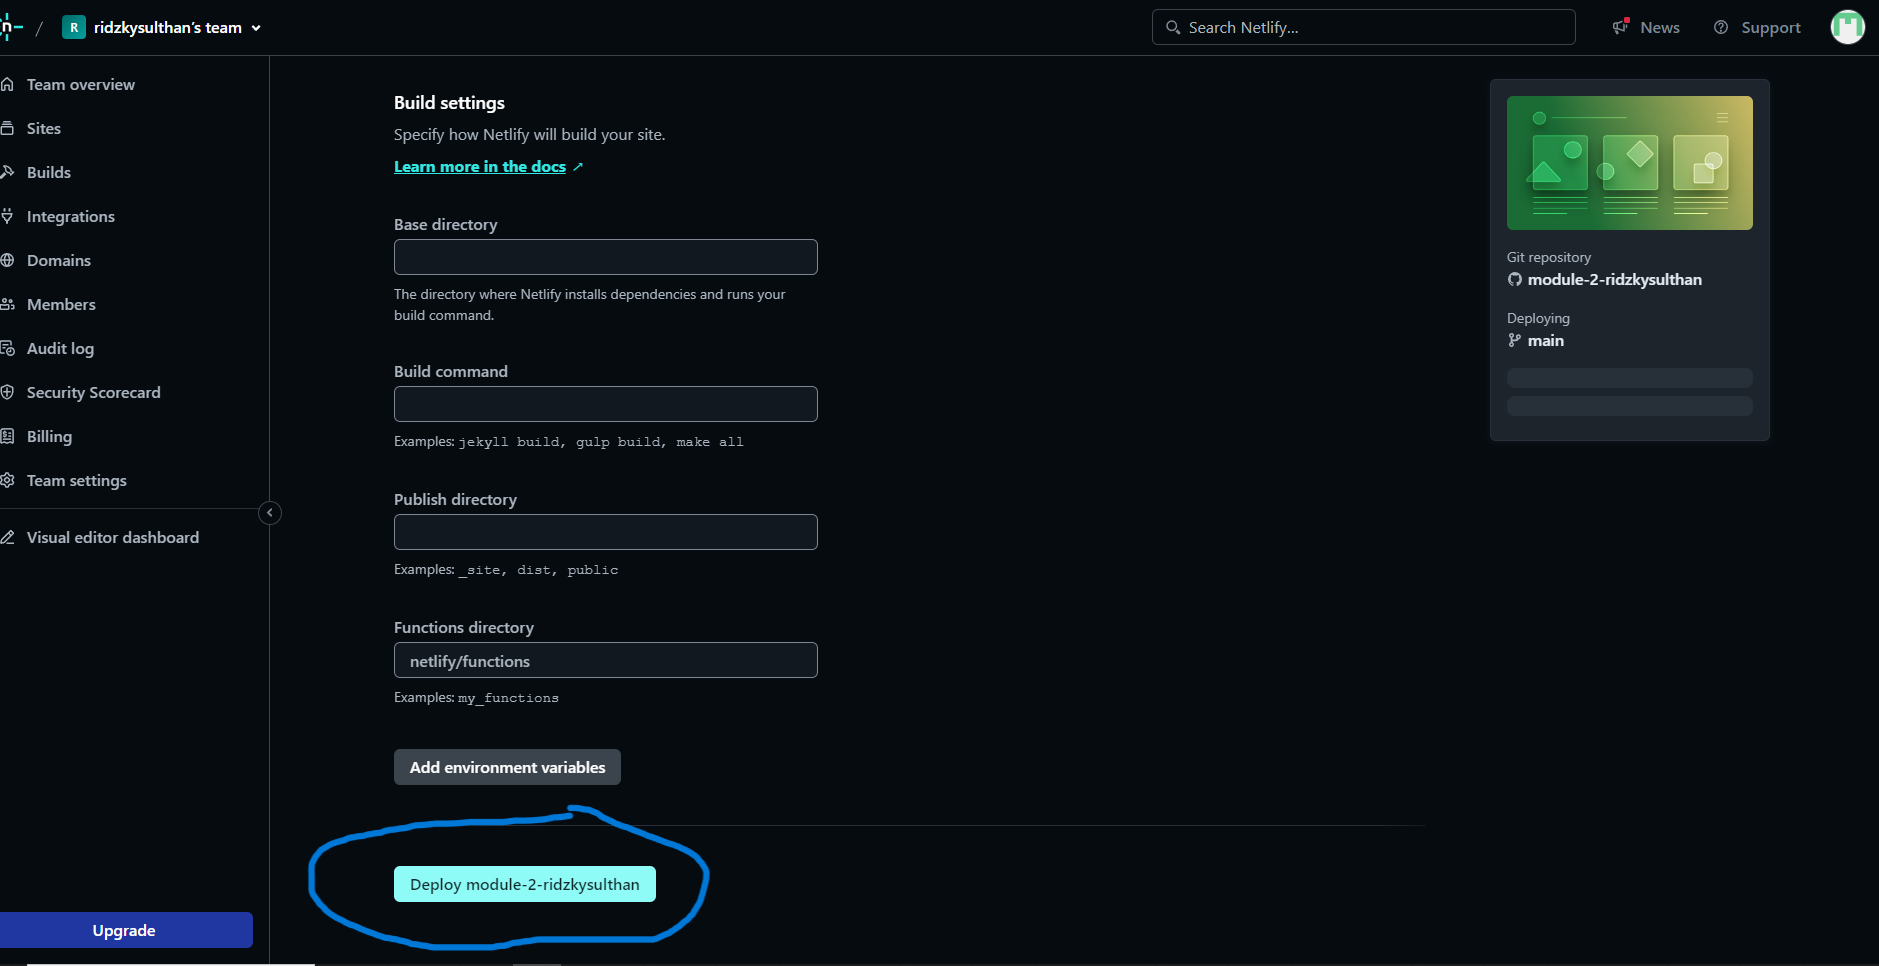 n / R ridzkysulthan's team
Search Netlify...
News
Support
Team overview
Sites
Builds
Integrations
Domains
Members
Audit log
Security Scorecard
Billing
Team settings
Visual editor dashboard
Upgrade
Build settings
Specify how Netlify will build your site.
Learn more in the docs ↗
Base directory
The directory where Netlify installs dependencies and runs your
build command.
Build command
Examples: jekyll build, gulp build, make all
Publish directory
Examples: _site, dist, public
Functions directory
netlify/functions
Examples: my_functions
Add environment variables
Deploy module-2-ridzkysulthan
Git repository
module-2-ridzkysulthan
Deploying
main